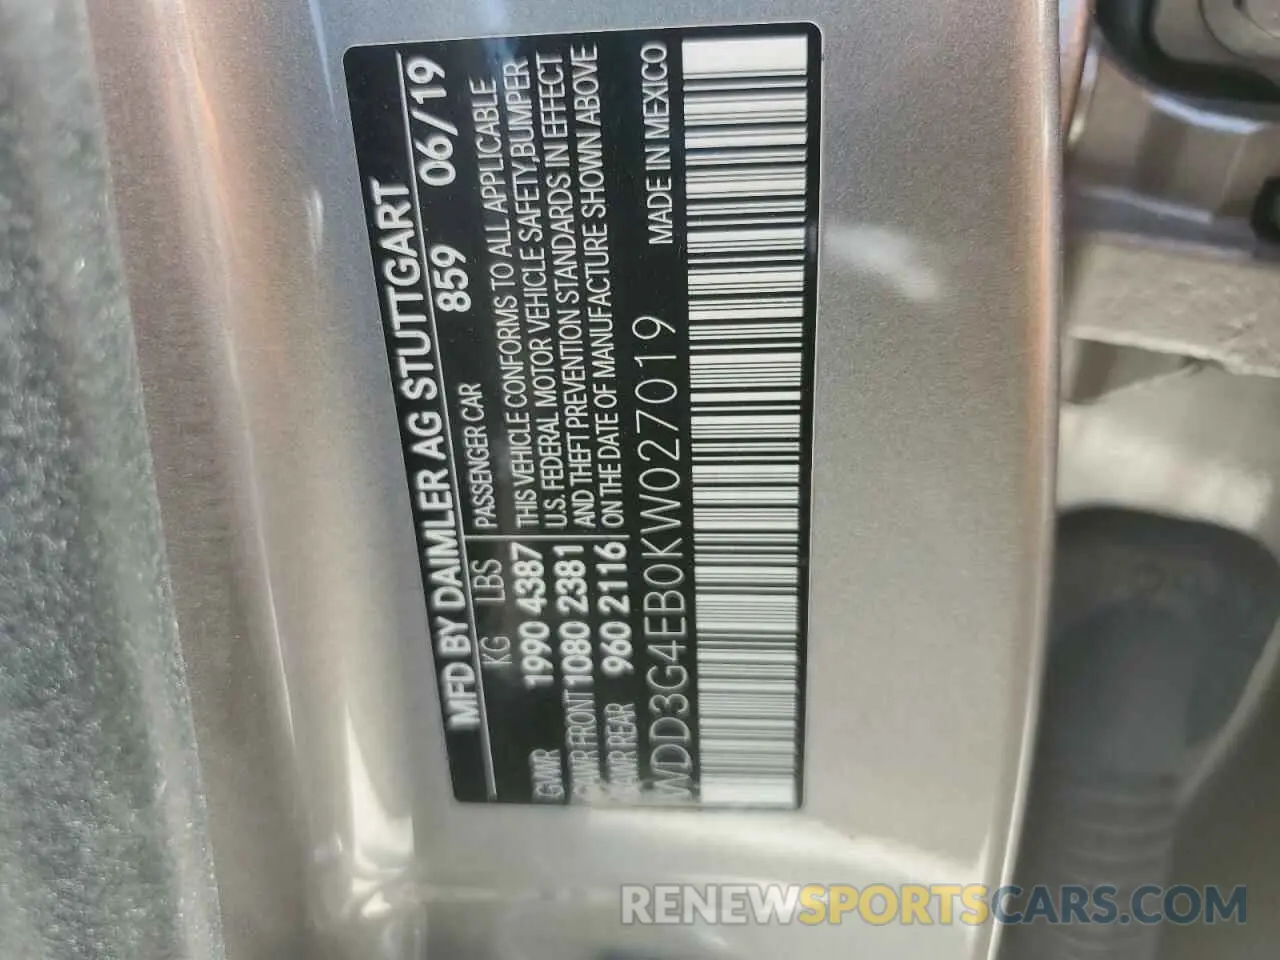 MFD BY DAIMLER AG STUTTGART
859 06/19
KG LBS PASSENGER CAR
GVWR 1990 4387
GAWR FRONT 1080 2381
GAWR REAR 960 2116
THIS VEHICLE CONFORMS TO ALL APPLICABLE
U.S. FEDERAL MOTOR VEHICLE SAFETY,BUMPER
AND THEFT PREVENTION STANDARDS IN EFFECT
ON THE DATE OF MANUFACTURE SHOWN ABOVE
WDD3G4EB0KW027019
MADE IN MEXICO
RENEWSPORTSCARS.COM